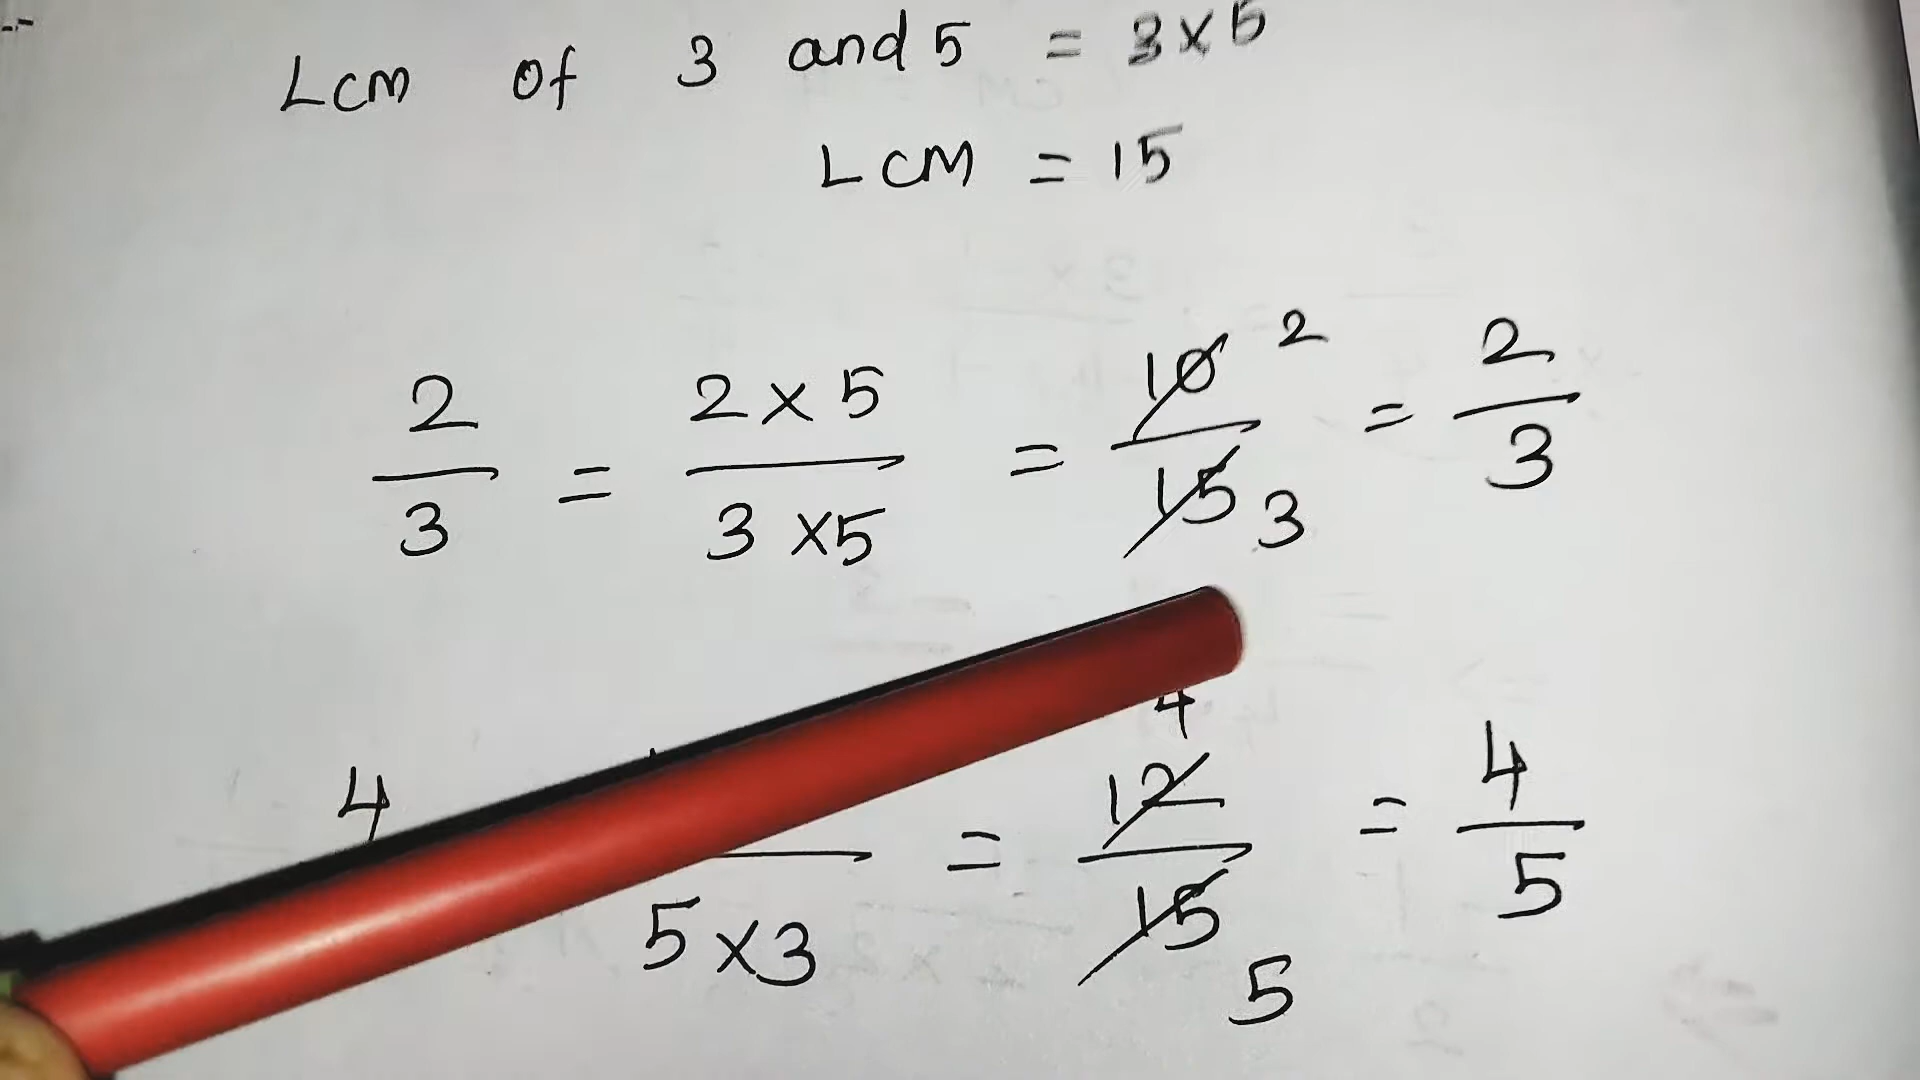 LCM of 3 and 5 = 3 x 5
LCM = 15
2/3 = 2 x 5/3 x 5 = 10/15 2 3 = 2/3
4 5 x 3 = 4 12/15 5 = 4/5